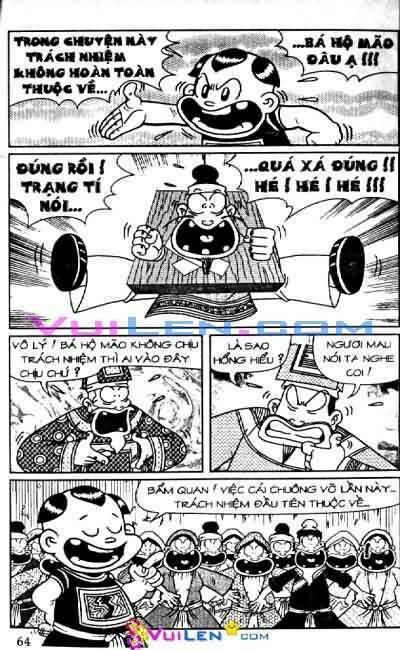 TRONG CHUYỆN NÀY
TRÁCH NHIỆM
KHÔNG HOÀN TOÀN
THUỘC VỀ...
...BÁ HỘ MÃO
ĐÂU Ạ !!!
ĐÚNG RỒI !
TRẠNG TÍ
NÓI...
...QUÁ XÁ ĐÚNG !!
HÉ ! HÉ ! HÉ !!!
VUILEN.COM
VÔ LÝ ! BÁ HỘ MÃO KHÔNG CHỊU
TRÁCH NHIỆM THÌ AI VÀO ĐÂY
CHỊU CHỨ ?
LÀ SAO
HỔNG HIỂU ?
NGƯƠI MAU
NÓI TA NGHE
COI !
BẨM QUAN ! VIỆC CÁI CHUÔNG VỠ LẦN NÀY...
TRÁCH NHIỆM ĐẦU TIÊN THUỘC VỀ...
64
VUILEN.COM